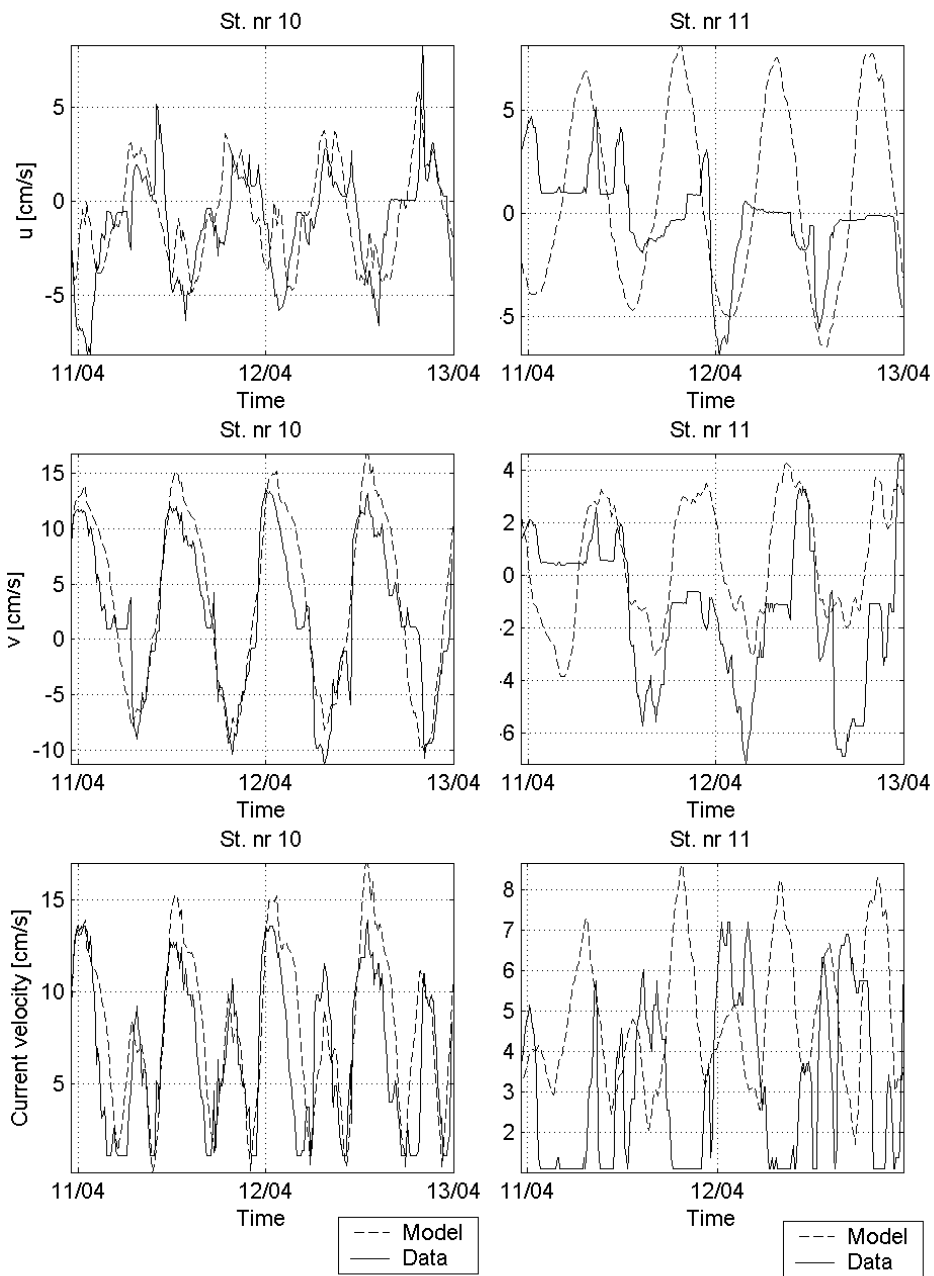 St. nr 10
St. nr 11
u [cm/s]
5
0
-5
5
0
-5
11/04
12/04
13/04
11/04
12/04
13/04
Time
Time
St. nr 10
St. nr 11
v [cm/s]
15
10
5
0
-5
-10
4
2
0
-2
-4
-6
11/04
12/04
13/04
11/04
12/04
13/04
Time
Time
St. nr 10
St. nr 11
Current velocity [cm/s]
15
10
5
8
7
6
5
4
3
2
11/04
12/04
13/04
11/04
12/04
Time
Time
Model
Data
Model
Data